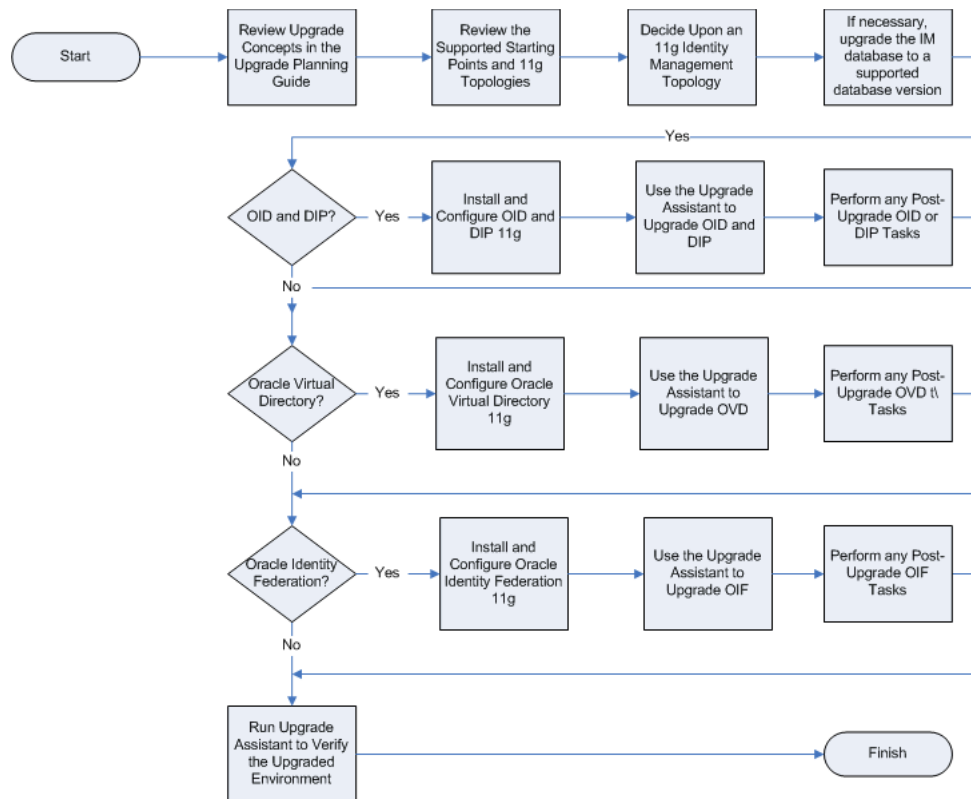 Start
Review Upgrade
Concepts in the
Upgrade Planning
Guide
Review the
Supported Starting
Points and 11g
Topologies
Decide Upon an
11g Identity
Management
Topology
If necessary,
upgrade the IM
database to a
supported
database version
Yes
OID and DIP?
Yes
Install and
Configure OID and
DIP 11g
Use the Upgrade
Assistant to
Upgrade OID and
DIP
Perform any Post-
Upgrade OID or
DIP Tasks
No
Oracle Virtual
Directory?
Yes
Install and
Configure Oracle
Virtual Directory
11g
Use the Upgrade
Assistant to
Upgrade OVD
Perform any Post-
Upgrade OVD t\
Tasks
No
Oracle Identity
Federation?
Yes
Install and
Configure Oracle
Identity Federation
11g
Use the Upgrade
Assistant to
Upgrade OIF
Perform any Post-
Upgrade OIF
Tasks
No
Run Upgrade
Assistant to Verify
the Upgraded
Environment
Finish